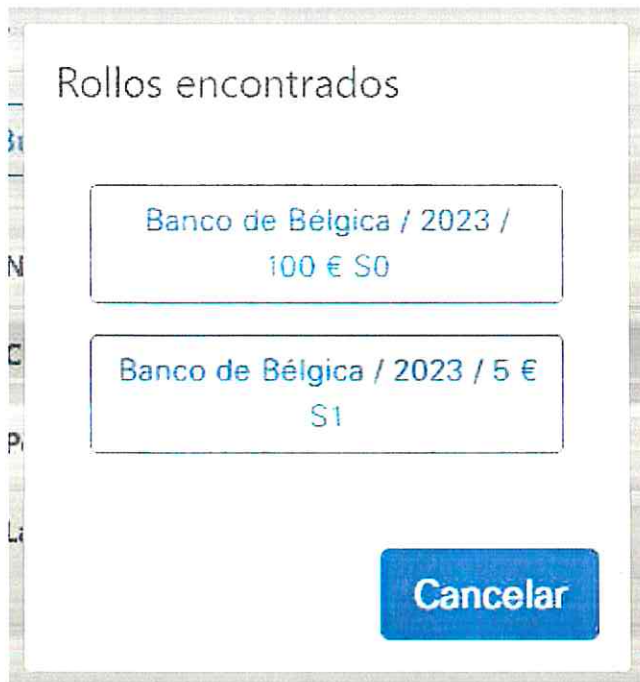 Rollos encontrados
Banco de Bélgica / 2023 /
100 € S0
Banco de Bélgica / 2023 / 5 €
S1
Cancelar